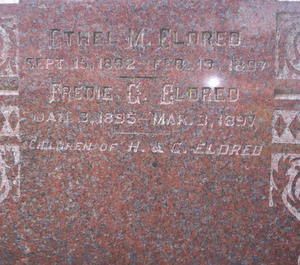 Ethel M. Eldred
Sept. 15, 1892 – Feb. 19, 1897
Fredie G. Eldred
Jan. 3, 1895 – Mar. 3, 1897
Children of H. & C. Eldred